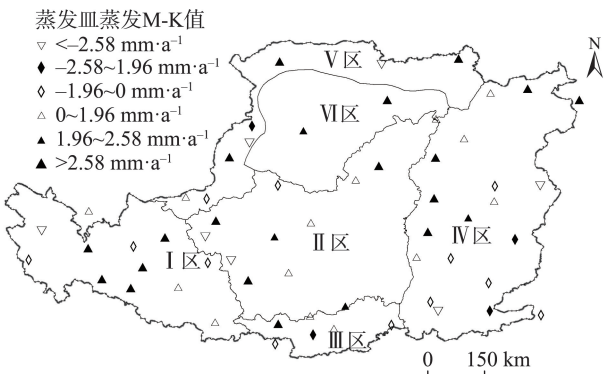 蒸发皿蒸发M-K值
<–2.58 mm·a⁻¹
–2.58~1.96 mm·a⁻¹
–1.96~0 mm·a⁻¹
0~1.96 mm·a⁻¹
1.96~2.58 mm·a⁻¹
>2.58 mm·a⁻¹
N
Ⅴ区
Ⅵ区
Ⅱ区
Ⅳ区
Ⅰ区
Ⅲ区
0 150 km